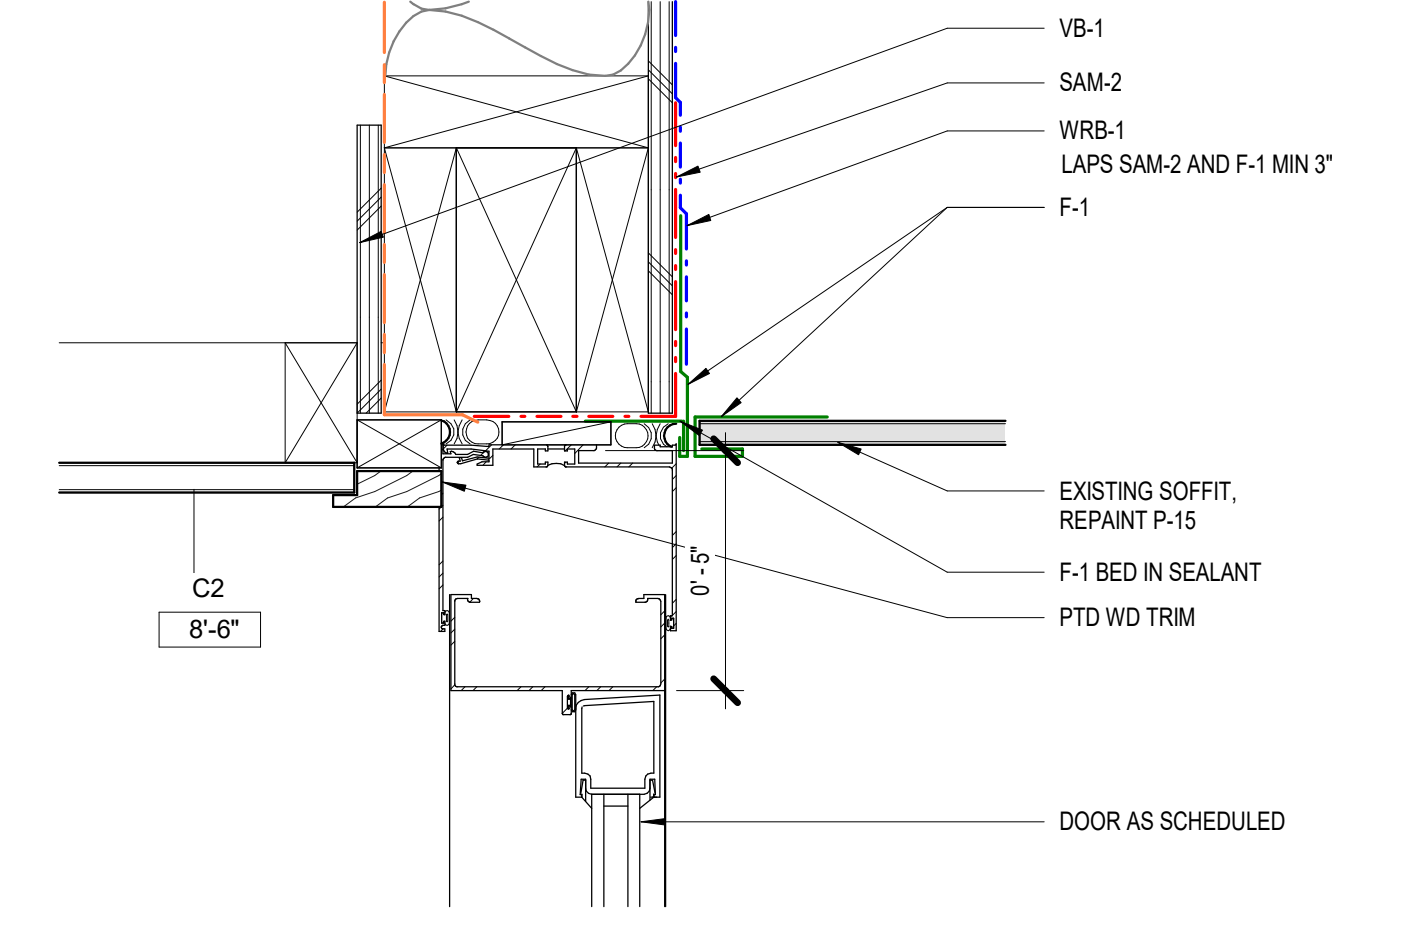 VB-1
SAM-2
WRB-1
LAPS SAM-2 AND F-1 MIN 3"
F-1
EXISTING SOFFIT,
REPAINT P-15
F-1 BED IN SEALANT
PTD WD TRIM
0' - 5"
C2
8'-6"
DOOR AS SCHEDULED